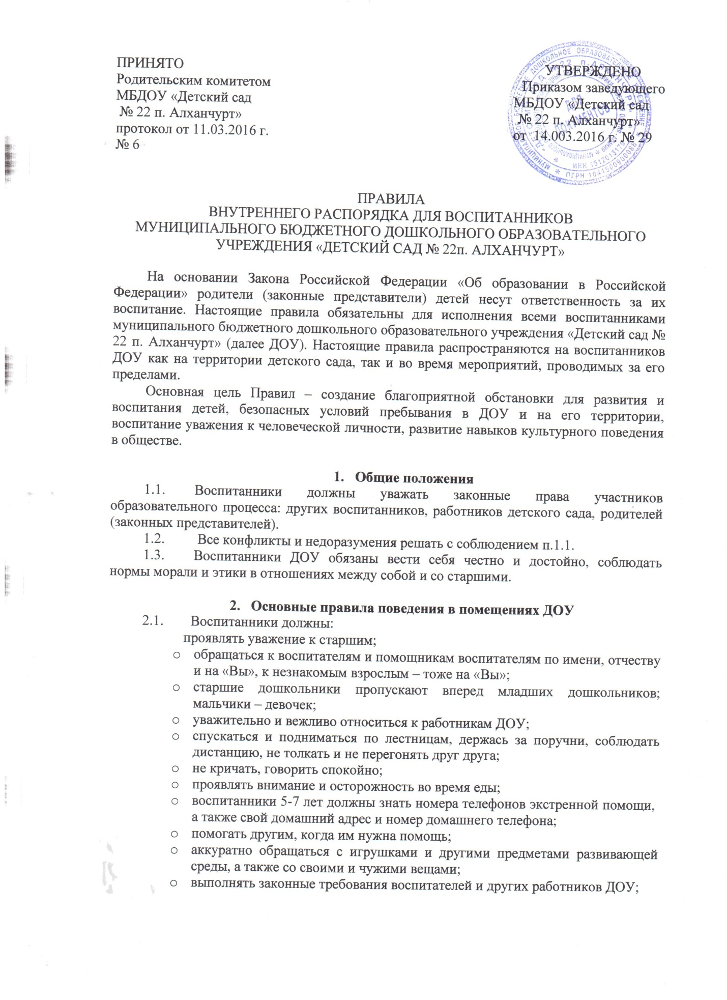 ПРИНЯТО
Родительским комитетом
МБДОУ «Детский сад
№ 22 п. Алханчурт»
протокол от 11.03.2016 г.
№ 6
УТВЕРЖДЕНО
Приказом заведующего
МБДОУ «Детский сад
№ 22 п. Алханчурт»
от 14.003.2016 г. № 29
ДЛЯ
ДОКУМЕНТОВ
ИНН 1512013170
ПРАВИЛА
ВНУТРЕННЕГО РАСПОРЯДКА ДЛЯ ВОСПИТАННИКОВ
МУНИЦИПАЛЬНОГО БЮДЖЕТНОГО ДОШКОЛЬНОГО ОБРАЗОВАТЕЛЬНОГО
УЧРЕЖДЕНИЯ «ДЕТСКИЙ САД № 22п. АЛХАНЧУРТ»
На основании Закона Российской Федерации «Об образовании в Российской
Федерации» родители (законные представители) детей несут ответственность за их
воспитание. Настоящие правила обязательны для исполнения всеми воспитанниками
муниципального бюджетного дошкольного образовательного учреждения «Детский сад №
22 п. Алханчурт» (далее ДОУ). Настоящие правила распространяются на воспитанников
ДОУ как на территории детского сада, так и во время мероприятий, проводимых за его
пределами.
Основная цель Правил – создание благоприятной обстановки для развития и
воспитания детей, безопасных условий пребывания в ДОУ и на его территории,
воспитание уважения к человеческой личности, развитие навыков культурного поведения
в обществе.
1. Общие положения
1.1. Воспитанники должны уважать законные права участников
образовательного процесса: других воспитанников, работников детского сада, родителей
(законных представителей).
1.2. Все конфликты и недоразумения решать с соблюдением п.1.1.
1.3. Воспитанники ДОУ обязаны вести себя честно и достойно, соблюдать
нормы морали и этики в отношениях между собой и со старшими.
2. Основные правила поведения в помещениях ДОУ
2.1. Воспитанники должны:
проявлять уважение к старшим;
o обращаться к воспитателям и помощникам воспитателям по имени, отчеству
и на «Вы», к незнакомым взрослым – тоже на «Вы»;
o старшие дошкольники пропускают вперед младших дошкольников;
мальчики – девочек;
o уважительно и вежливо относиться к работникам ДОУ;
o спускаться и подниматься по лестницам, держась за поручни, соблюдать
дистанцию, не толкать и не перегонять друг друга;
o не кричать, говорить спокойно;
o проявлять внимание и осторожность во время еды;
o воспитанники 5-7 лет должны знать номера телефонов экстренной помощи,
а также свой домашний адрес и номер домашнего телефона;
o помогать другим, когда им нужна помощь;
o аккуратно обращаться с игрушками и другими предметами развивающей
среды, а также со своими и чужими вещами;
o выполнять законные требования воспитателей и других работников ДОУ;